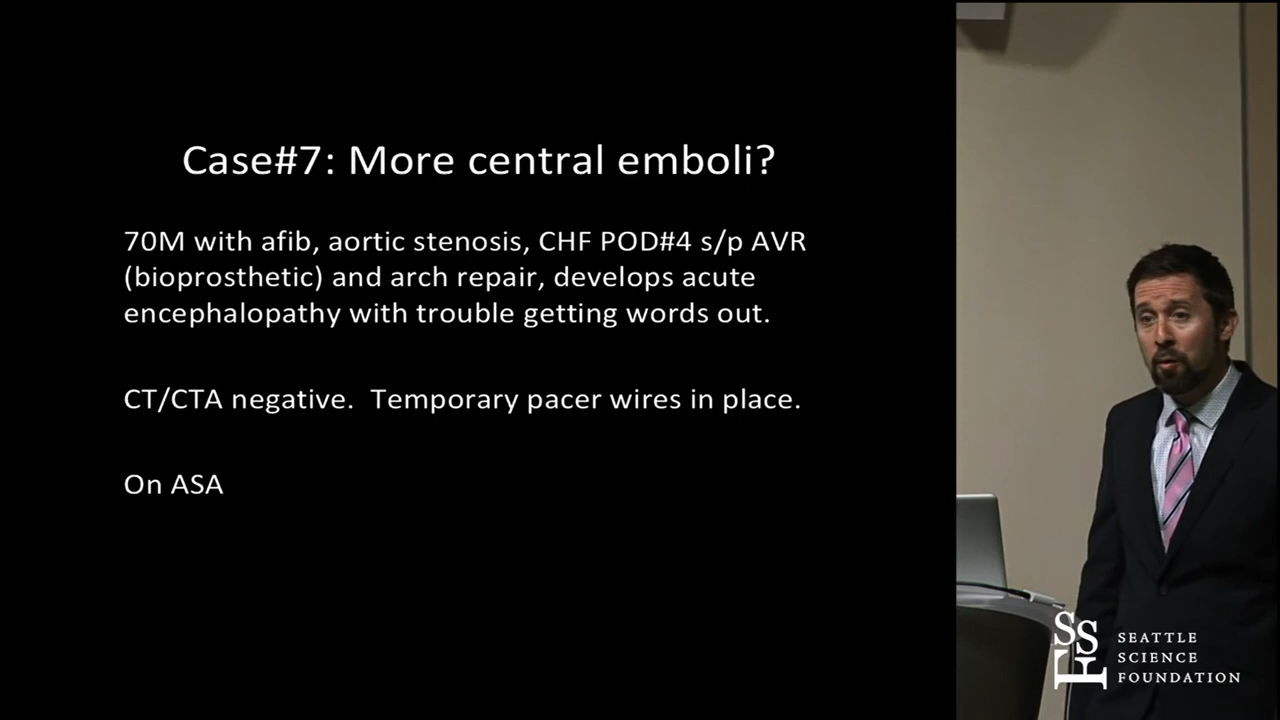 Case#7: More central emboli?
70M with afib, aortic stenosis, CHF POD#4 s/p AVR
(bioprosthetic) and arch repair, develops acute
encephalopathy with trouble getting words out.
CT/CTA negative.  Temporary pacer wires in place.
On ASA
SSF
SEATTLE
SCIENCE
FOUNDATION